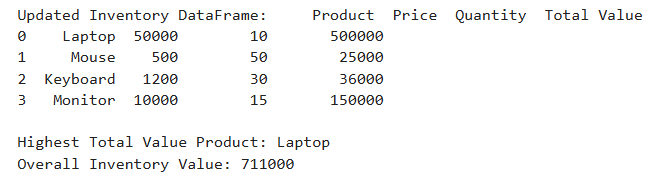 Updated Inventory DataFrame:     Product  Price  Quantity  Total Value
0    Laptop  50000        10       500000
1     Mouse    500        50        25000
2  Keyboard   1200        30        36000
3   Monitor  10000        15       150000
Highest Total Value Product: Laptop
Overall Inventory Value: 711000